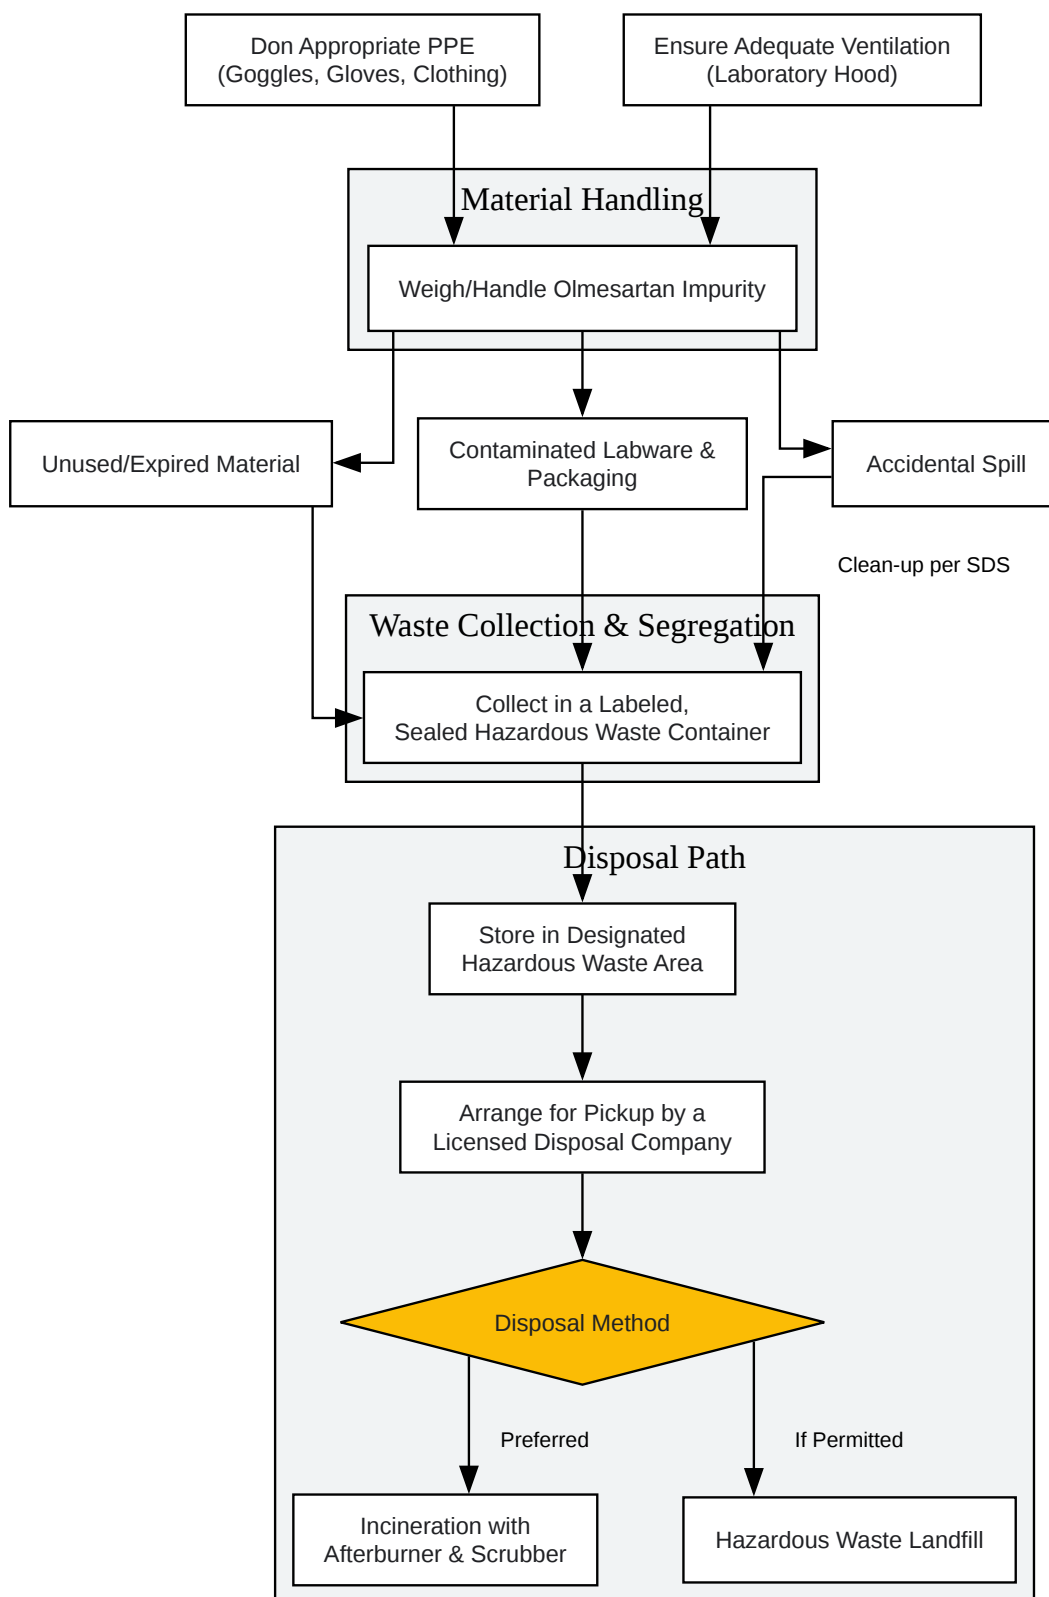 Don Appropriate PPE
(Goggles, Gloves, Clothing)
Ensure Adequate Ventilation
(Laboratory Hood)
Material Handling
Weigh/Handle Olmesartan Impurity
Unused/Expired Material
Contaminated Labware &
Packaging
Accidental Spill
Clean-up per SDS
Waste Collection & Segregation
Collect in a Labeled,
Sealed Hazardous Waste Container
Disposal Path
Store in Designated
Hazardous Waste Area
Arrange for Pickup by a
Licensed Disposal Company
Disposal Method
Preferred
If Permitted
Incineration with
Afterburner & Scrubber
Hazardous Waste Landfill